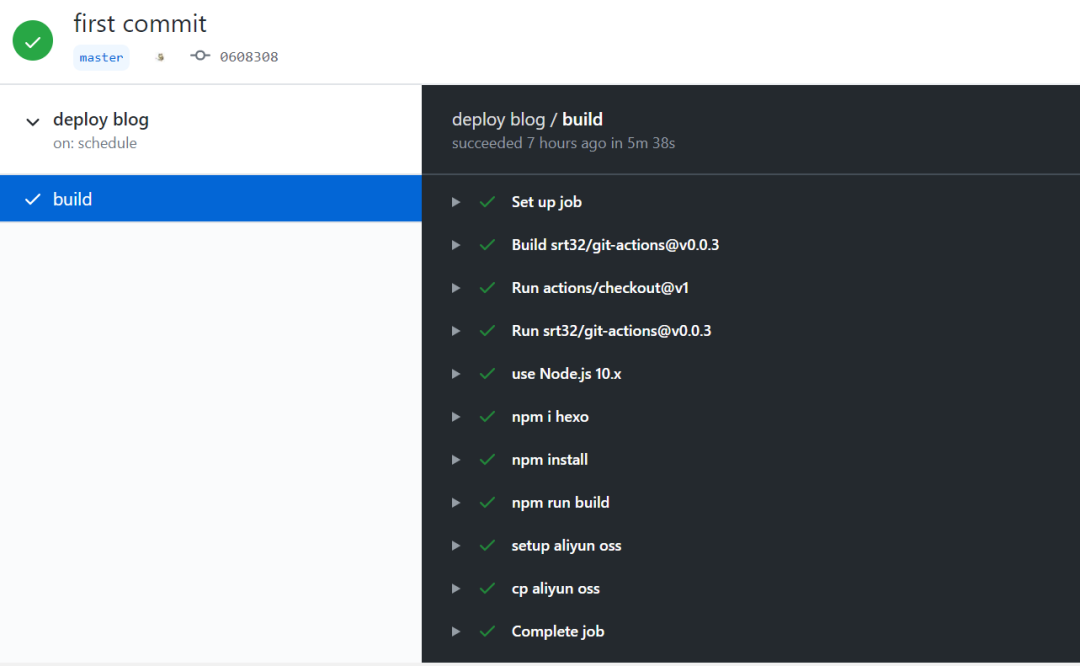 first commit
master 0608308
deploy blog
on: schedule
build
deploy blog / build
succeeded 7 hours ago in 5m 38s
Set up job
Build srt32/git-actions@v0.0.3
Run actions/checkout@v1
Run srt32/git-actions@v0.0.3
use Node.js 10.x
npm i hexo
npm install
npm run build
setup aliyun oss
cp aliyun oss
Complete job